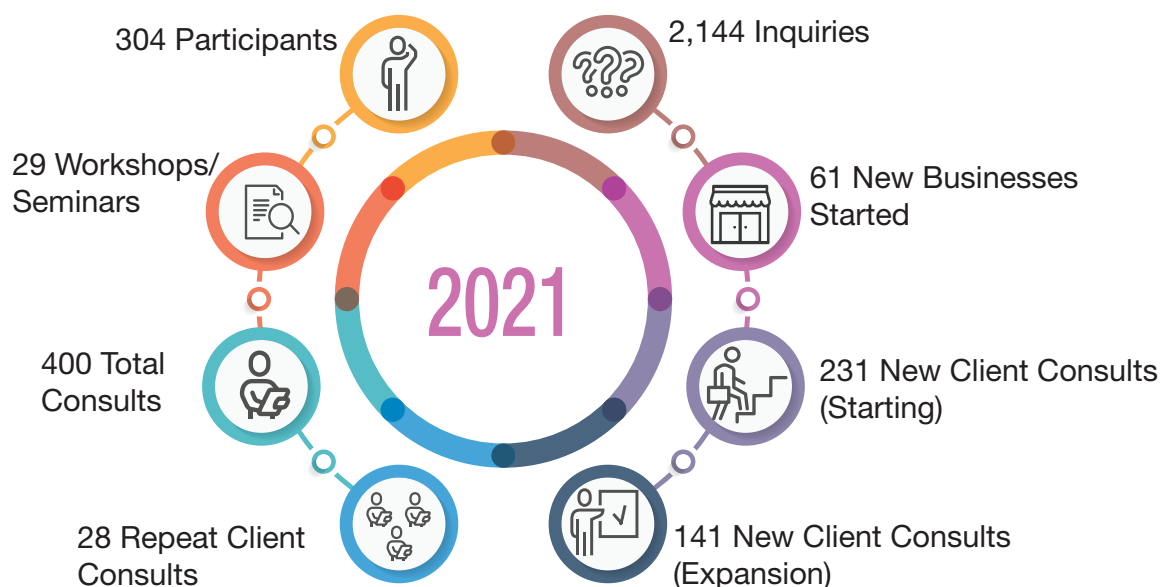 304 Participants
2,144 Inquiries
29 Workshops/
Seminars
61 New Businesses
Started
2021
400 Total
Consults
231 New Client Consults
(Starting)
28 Repeat Client
Consults
141 New Client Consults
(Expansion)